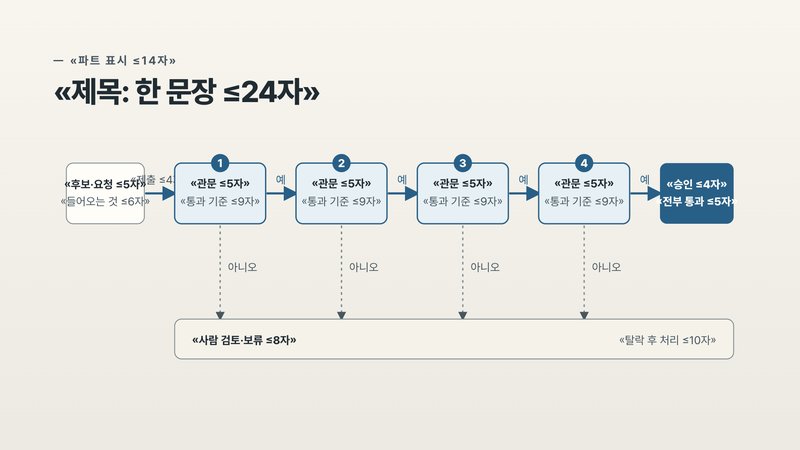 — «파트 표시 ≤14자»
«제목: 한 문장 ≤24자»
«후보·요청 ≤5자»
«들어오는 것 ≤6자»
«제출 ≤4
1
«관문 ≤5자»
«통과 기준 ≤9자»
예
2
«관문 ≤5자»
«통과 기준 ≤9자»
예
3
«관문 ≤5자»
«통과 기준 ≤9자»
예
4
«관문 ≤5자»
«통과 기준 ≤9자»
예
«승인 ≤4자»
«전부 통과 ≤5자»
아니오
아니오
아니오
아니오
«사람 검토·보류 ≤8자»
«탈락 후 처리 ≤10자»